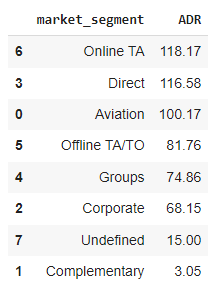 market_segment ADR
6 Online TA 118.17
3 Direct 116.58
0 Aviation 100.17
5 Offline TA/TO 81.76
4 Groups 74.86
2 Corporate 68.15
7 Undefined 15.00
1 Complementary 3.05